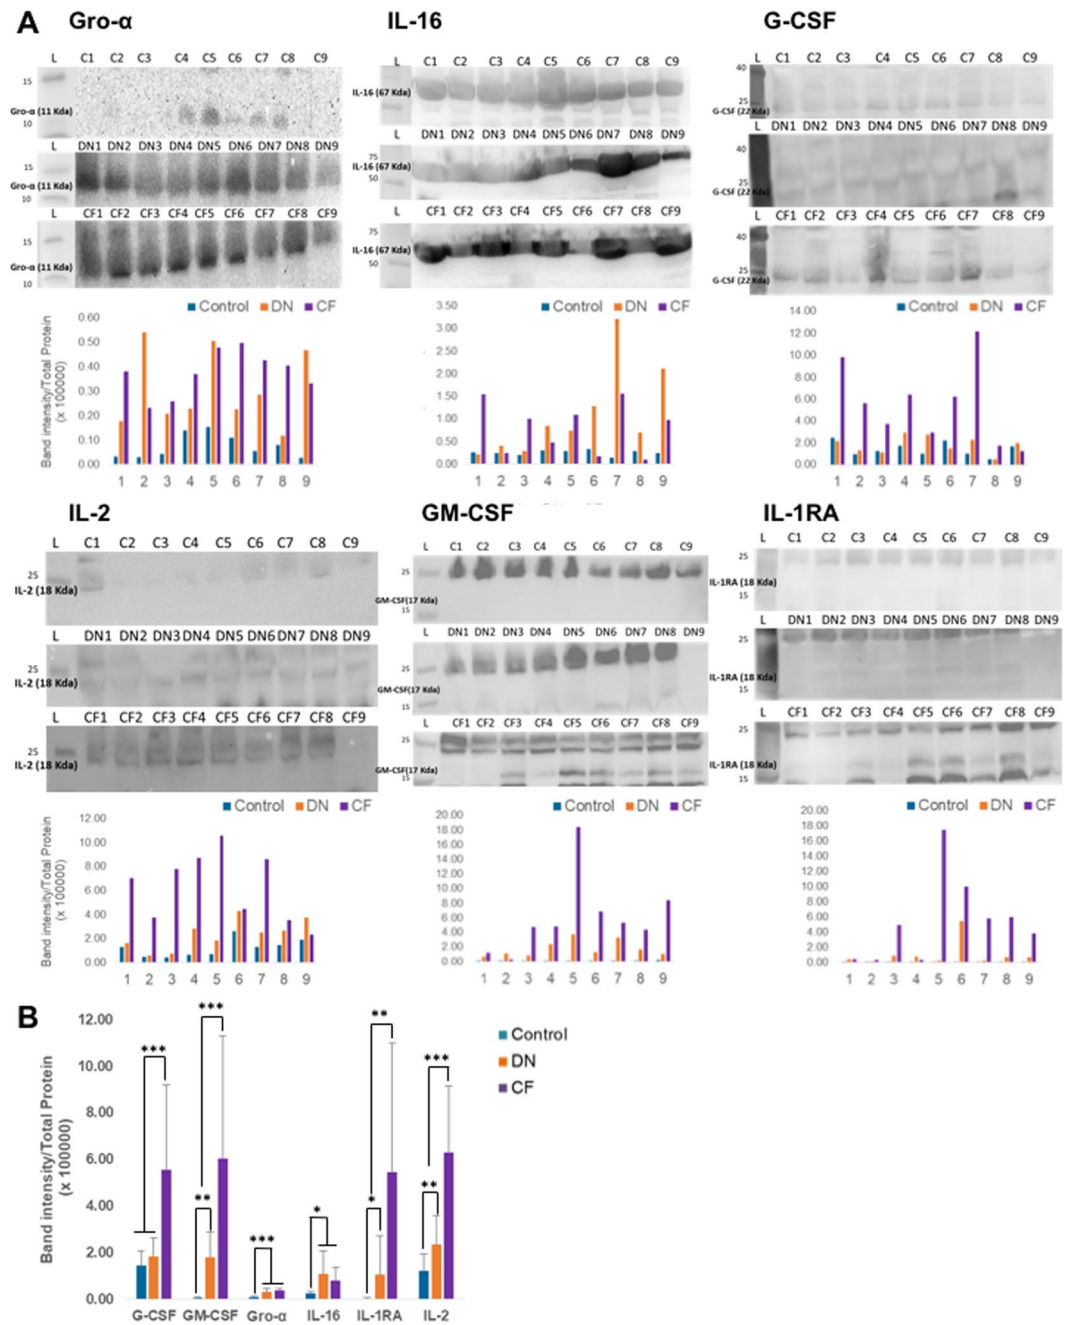 A Gro-α IL-16 G-CSF
L C1 C2 C3 C4 C5 C6 C7 C8 C9
15
Gro-α (11 Kda)
10
L DN1 DN2 DN3 DN4 DN5 DN6 DN7 DN8 DN9
15
Gro-α (11 Kda)
10
L CF1 CF2 CF3 CF4 CF5 CF6 CF7 CF8 CF9
15
Gro-α (11 Kda)
10
L C1 C2 C3 C4 C5 C6 C7 C8 C9
IL-16 (67 Kda)
DN1 DN2 DN3 DN4 DN5 DN6 DN7 DN8 DN9
75
IL-16 (67 Kda)
50
L CF1 CF2 CF3 CF4 CF5 CF6 CF7 CF8 CF9
IL-16 (67 Kda)
50
L C1 C2 C3 C4 C5 C6 C7 C8 C9
40
25
G-CSF (22 Kda)
L DN1 DN2 DN3 DN4 DN5 DN6 DN7 DN8 DN9
40
25
G-CSF (22 Kda)
L CF1 CF2 CF3 CF4 CF5 CF6 CF7 CF8 CF9
40
25
G-CSF (22 Kda)
Control DN CF
Band intensity/Total Protein
(x 100000)
0.60
0.50
0.40
0.30
0.20
0.10
0.00
1 2 3 4 5 6 7 8 9
Control DN CF
3.50
3.00
2.50
2.00
1.50
1.00
0.50
0.00
1 2 3 4 5 6 7 8 9
Control DN CF
14.00
12.00
10.00
8.00
6.00
4.00
2.00
0.00
1 2 3 4 5 6 7 8 9
IL-2 GM-CSF IL-1RA
L C1 C2 C3 C4 C5 C6 C7 C8 C9
25
IL-2 (18 Kda)
L DN1 DN2 DN3 DN4 DN5 DN6 DN7 DN8 DN9
25
IL-2 (18 Kda)
L CF1 CF2 CF3 CF4 CF5 CF6 CF7 CF8 CF9
25
IL-2 (18 Kda)
L C1 C2 C3 C4 C5 C6 C7 C8 C9
25
GM-CSF(17 Kda)
15
L DN1 DN2 DN3 DN4 DN5 DN6 DN7 DN8 DN9
25
GM-CSF(17 Kda)
15
L CF1 CF2 CF3 CF4 CF5 CF6 CF7 CF8 CF9
25
GM-CSF(17 Kda)
15
L C1 C2 C3 C4 C5 C6 C7 C8 C9
25
IL-1RA (18 Kda)
15
L DN1 DN2 DN3 DN4 DN5 DN6 DN7 DN8 DN9
25
IL-1RA (18 Kda)
15
L CF1 CF2 CF3 CF4 CF5 CF6 CF7 CF8 CF9
25
IL-1RA (18 Kda)
15
Control DN CF
Band intensity/Total Protein
(x 100000)
12.00
10.00
8.00
6.00
4.00
2.00
0.00
1 2 3 4 5 6 7 8 9
Control DN CF
20.00
18.00
16.00
14.00
12.00
10.00
8.00
6.00
4.00
2.00
0.00
1 2 3 4 5 6 7 8 9
Control DN CF
20.00
18.00
16.00
14.00
12.00
10.00
8.00
6.00
4.00
2.00
0.00
1 2 3 4 5 6 7 8 9
B
Band intensity/Total Protein
(x 100000)
12.00
10.00
8.00
6.00
4.00
2.00
0.00
*** *** ** *** * ** * *** **
Control
DN
CF
G-CSF GM-CSF Gro-α IL-16 IL-1RA IL-2